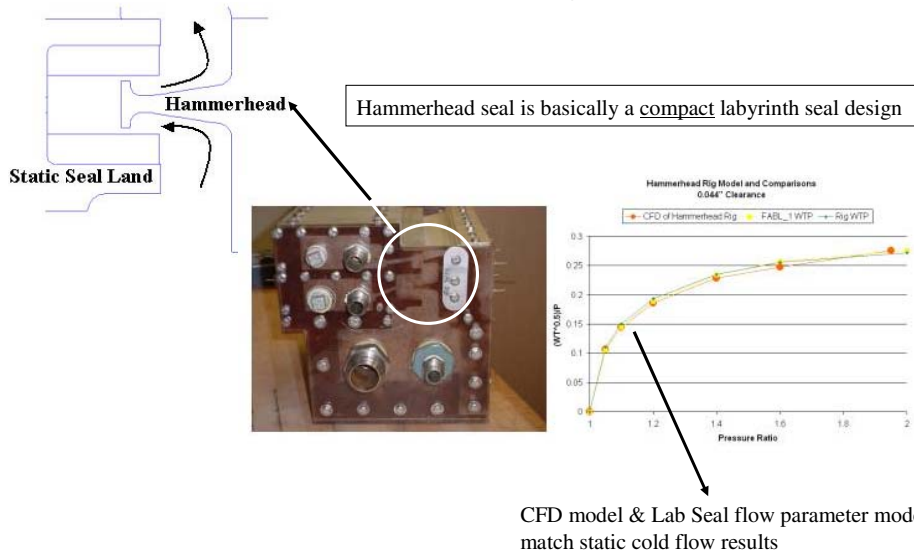 Hammerhead
Static Seal Land
Hammerhead seal is basically a compact labyrinth seal design
Hammerhead Rig Model and Comparisons
0.044" Clearance
CFD of Hammerhead Rig FABL_1 WTP Rig WTP
0.3
0.25
0.2
0.15
0.1
0.05
0
(WT^0.5)/P
1 1.2 1.4 1.6 1.8 2
Pressure Ratio
CFD model & Lab Seal flow parameter mode
match static cold flow results